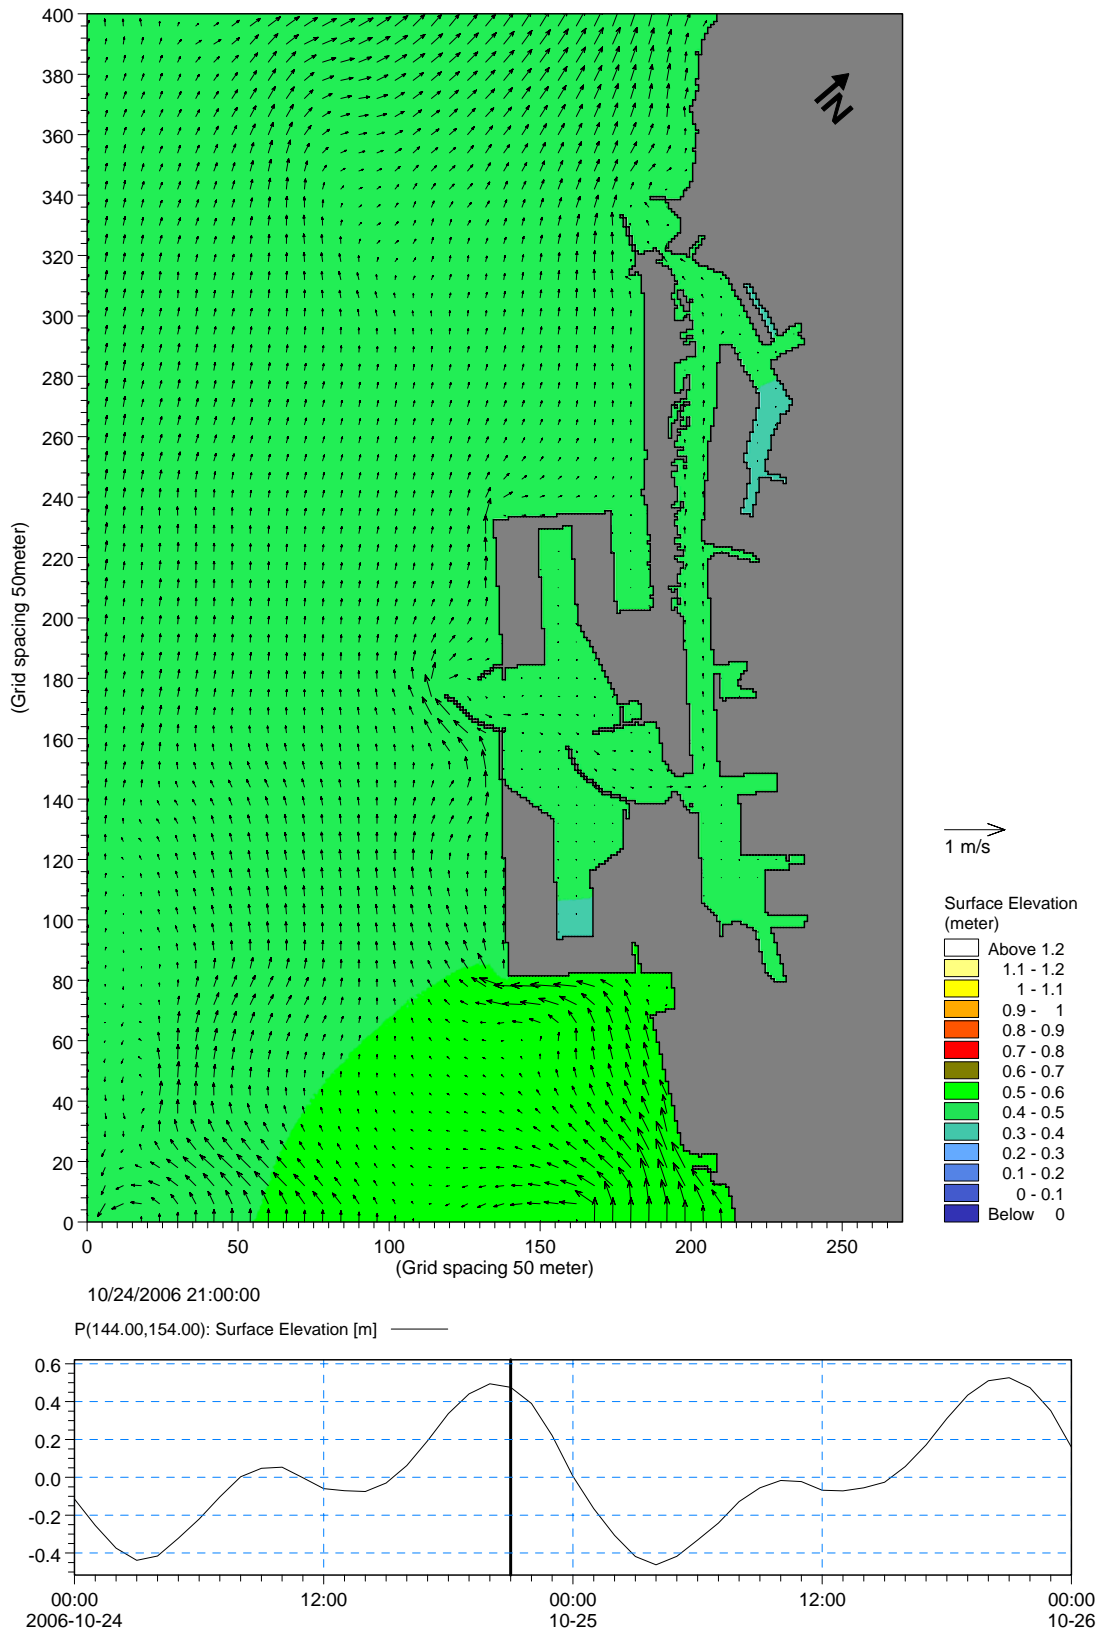 400
380
360
340
320
300
280
260
240
220
200
180
160
140
120
100
80
60
40
20
0
(Grid spacing 50meter)
N
0 50 100 150 200 250
(Grid spacing 50 meter)
1 m/s
Surface Elevation
(meter)
Above 1.2
1.1 - 1.2
1 - 1.1
0.9 - 1
0.8 - 0.9
0.7 - 0.8
0.6 - 0.7
0.5 - 0.6
0.4 - 0.5
0.3 - 0.4
0.2 - 0.3
0.1 - 0.2
0 - 0.1
Below 0
10/24/2006 21:00:00
P(144.00,154.00): Surface Elevation [m]
0.6
0.4
0.2
0.0
-0.2
-0.4
00:00 12:00 00:00 12:00 00:00
2006-10-24 10-25 10-26